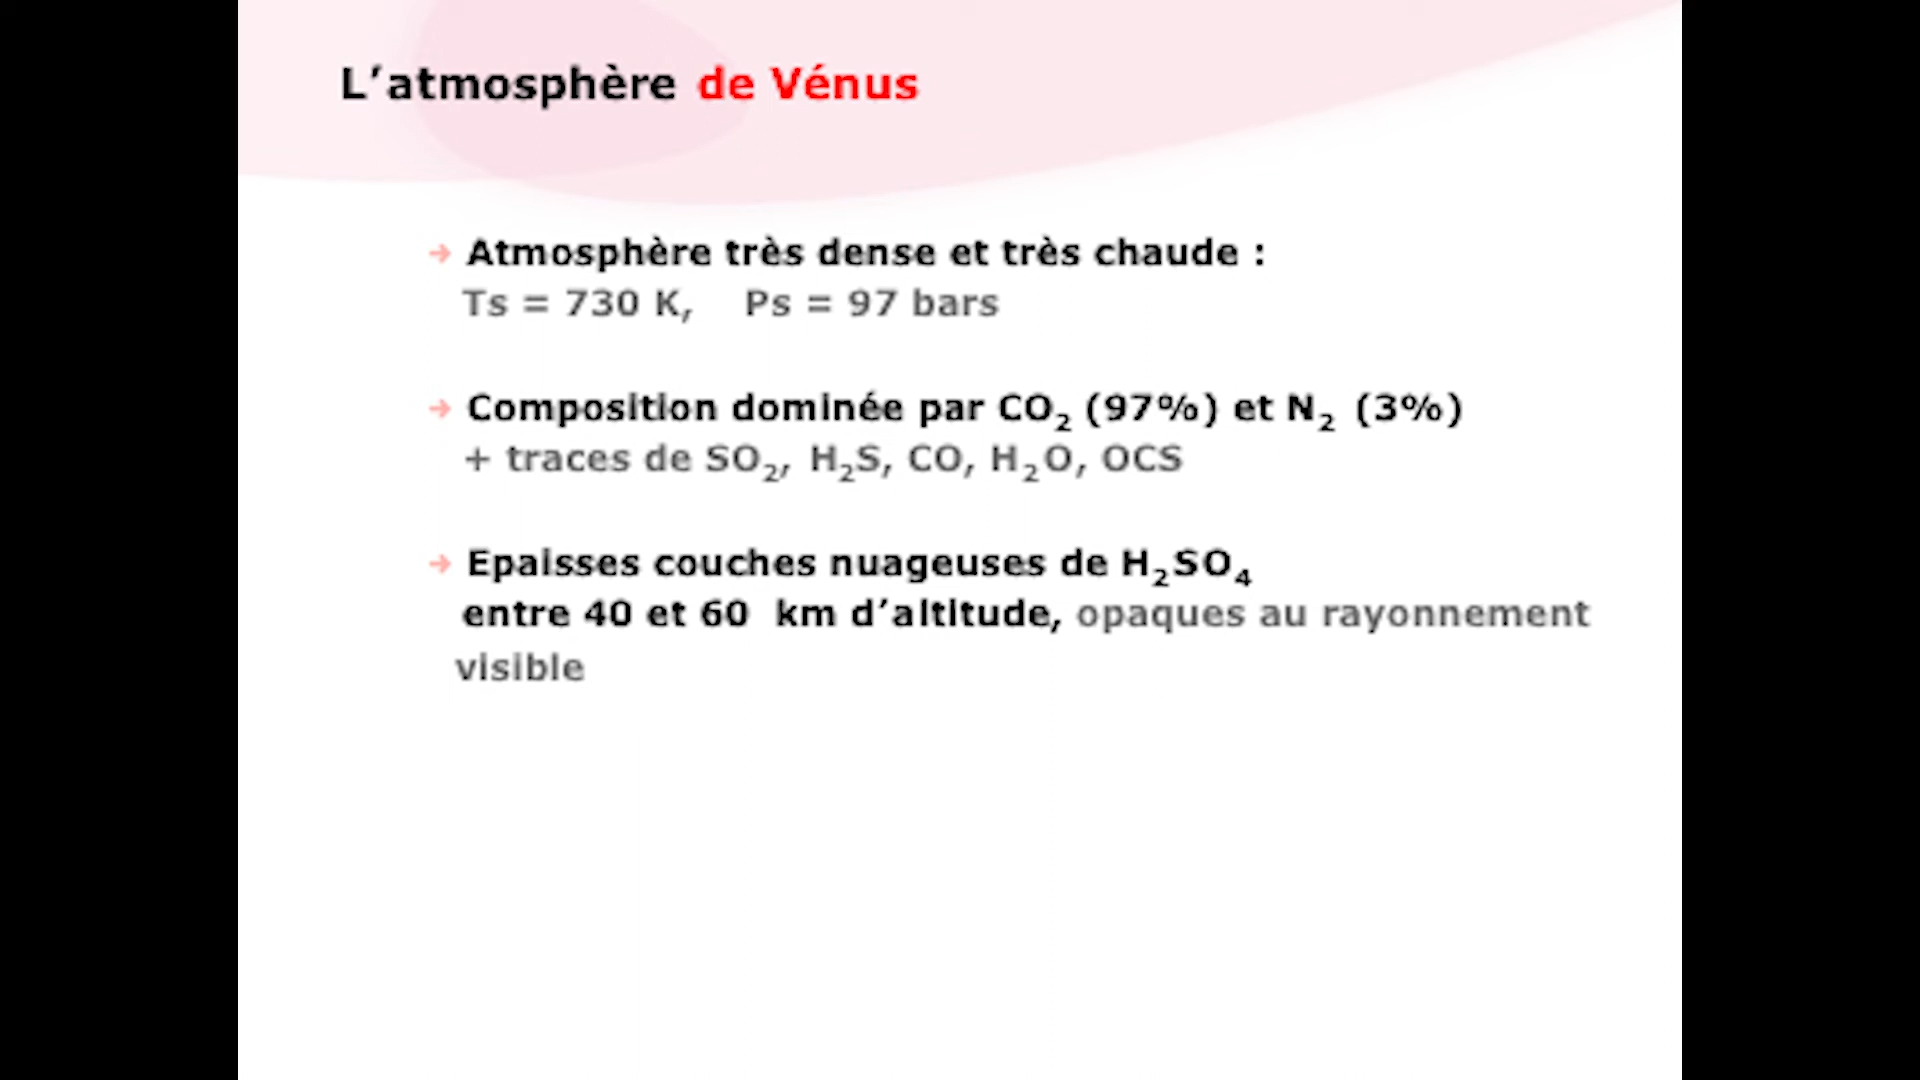 L’atmosphère de Vénus
→ Atmosphère très dense et très chaude :
Ts = 730 K, Ps = 97 bars
→ Composition dominée par CO₂ (97%) et N₂ (3%)
+ traces de SO₂, H₂S, CO, H₂O, OCS
→ Epaisses couches nuageuses de H₂SO₄
entre 40 et 60 km d’altitude, opaques au rayonnement
visible